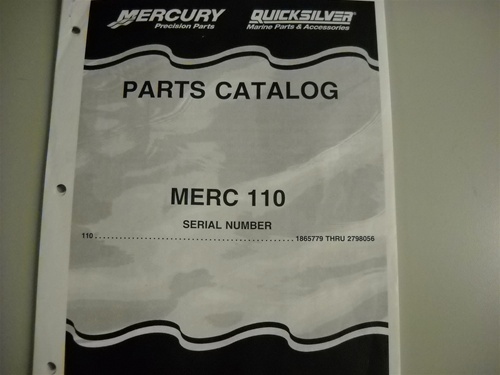 MERCURY QUICKSILVER
Precision Parts Marine Parts & Accessories
PARTS CATALOG
MERC 110
SERIAL NUMBER
110 . . . . . . . . . . . . . . . . . . . . . . . . . . . . . . . . . . . . . . . . . . . . . . 1865779 THRU 2798056